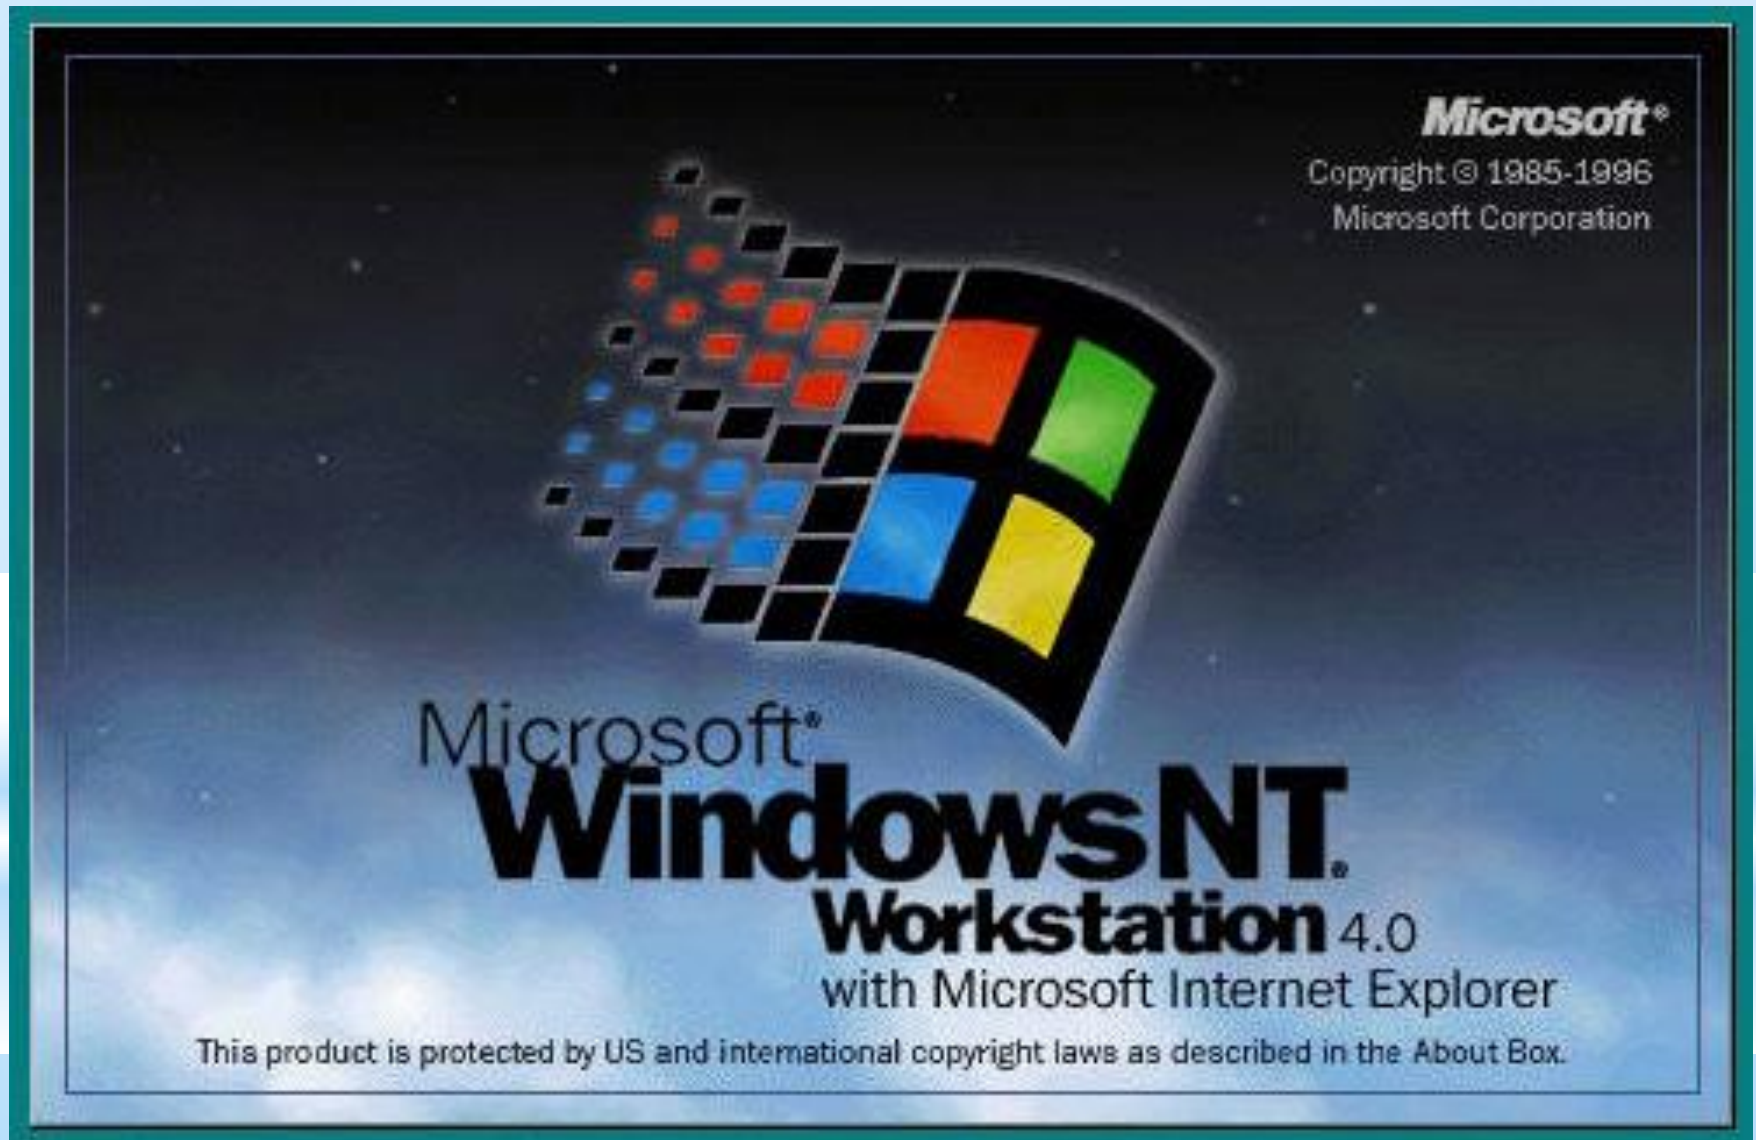 Microsoft®
Copyright © 1985-1996
Microsoft Corporation
Microsoft®
WindowsNT®
Workstation 4.0
with Microsoft Internet Explorer
This product is protected by US and international copyright laws as described in the About Box.